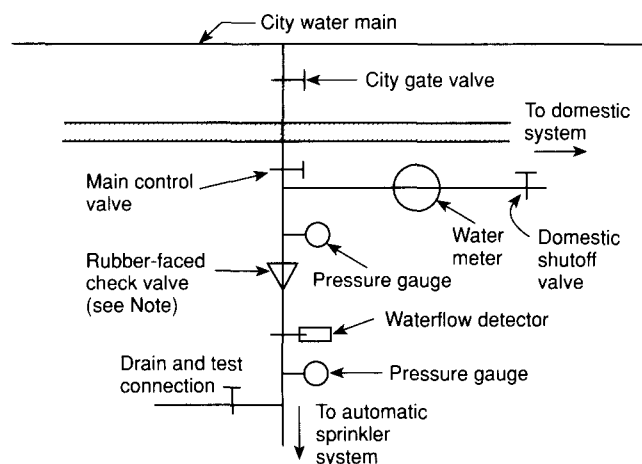 City water main
City gate valve
To domestic
system
Main control
valve
Water
meter
Domestic
shutoff
valve
Rubber-faced
check valve
(see Note)
Pressure gauge
Waterflow detector
Drain and test
connection
Pressure gauge
To automatic
sprinkler
system